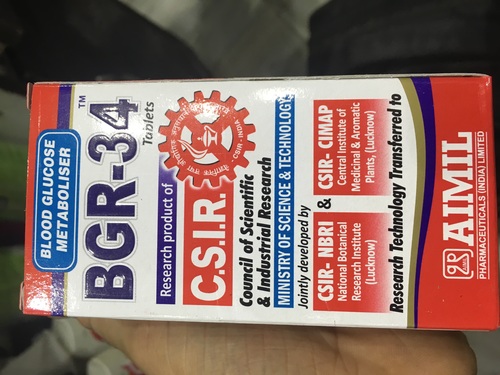 BLOOD GLUCOSE
METABOLISER
BGR-34™
Tablets
Research product of
C.S.I.R.
Council of Scientific
& Industrial Research
MINISTRY OF SCIENCE & TECHNOLOGY
Jointly developed by
CSIR- NBRI
National Botanical
Research Institute
(Lucknow)
&
CSIR- CIMAP
Central Institute of
Medicinal & Aromatic
Plants, (Lucknow)
Research Technology Transferred to
AIMIL
PHARMACEUTICALS (INDIA) LIMITED